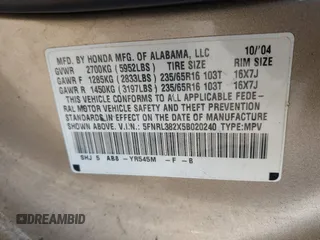 MFD. BY HONDA MFG. OF ALABAMA, LLC 10/'04
GVWR 2700KG (5952LBS) TIRE SIZE RIM SIZE
GAWR F 1285KG (2833LBS) 235/65R16 103T 16X7J
GAWR R 1450KG (3197LBS) 235/65R16 103T 16X7J
THIS VEHICLE CONFORMS TO ALL APPLICABLE FEDE-
RAL MOTOR VEHICLE SAFETY AND THEFT PREVENTION
STANDARDS IN EFFECT ON THE DATE OF
MANUFACTURE SHOWN ABOVE.
V.I.N.: 5FNRL382X5B020240 TYPE:MPV
SHJ 5 AB8 - YR545M - F - B
DREAMBID